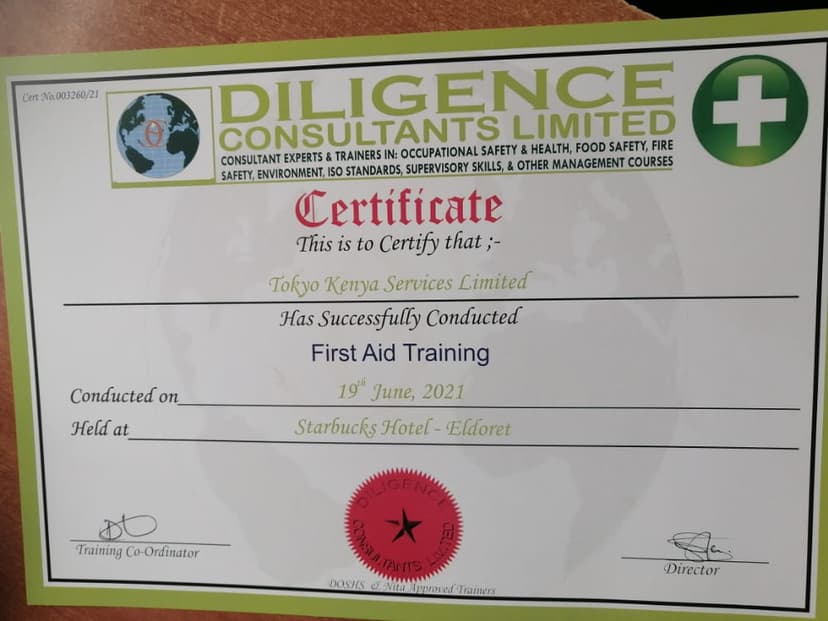 Cert No.003260/21
DILIGENCE
CONSULTANTS LIMITED
CONSULTANT EXPERTS & TRAINERS IN: OCCUPATIONAL SAFETY & HEALTH, FOOD SAFETY, FIRE
SAFETY, ENVIRONMENT, ISO STANDARDS, SUPERVISORY SKILLS, & OTHER MANAGEMENT COURSES
Certificate
This is to Certify that ;-
Tokyo Kenya Services Limited
Has Successfully Conducted
First Aid Training
Conducted on 19th June, 2021
Held at Starbucks Hotel - Eldoret
DILIGENCE
CONSULTANTS LIMITED
Training Co-Ordinator
Director
DOSHS & Nita Approved Trainers